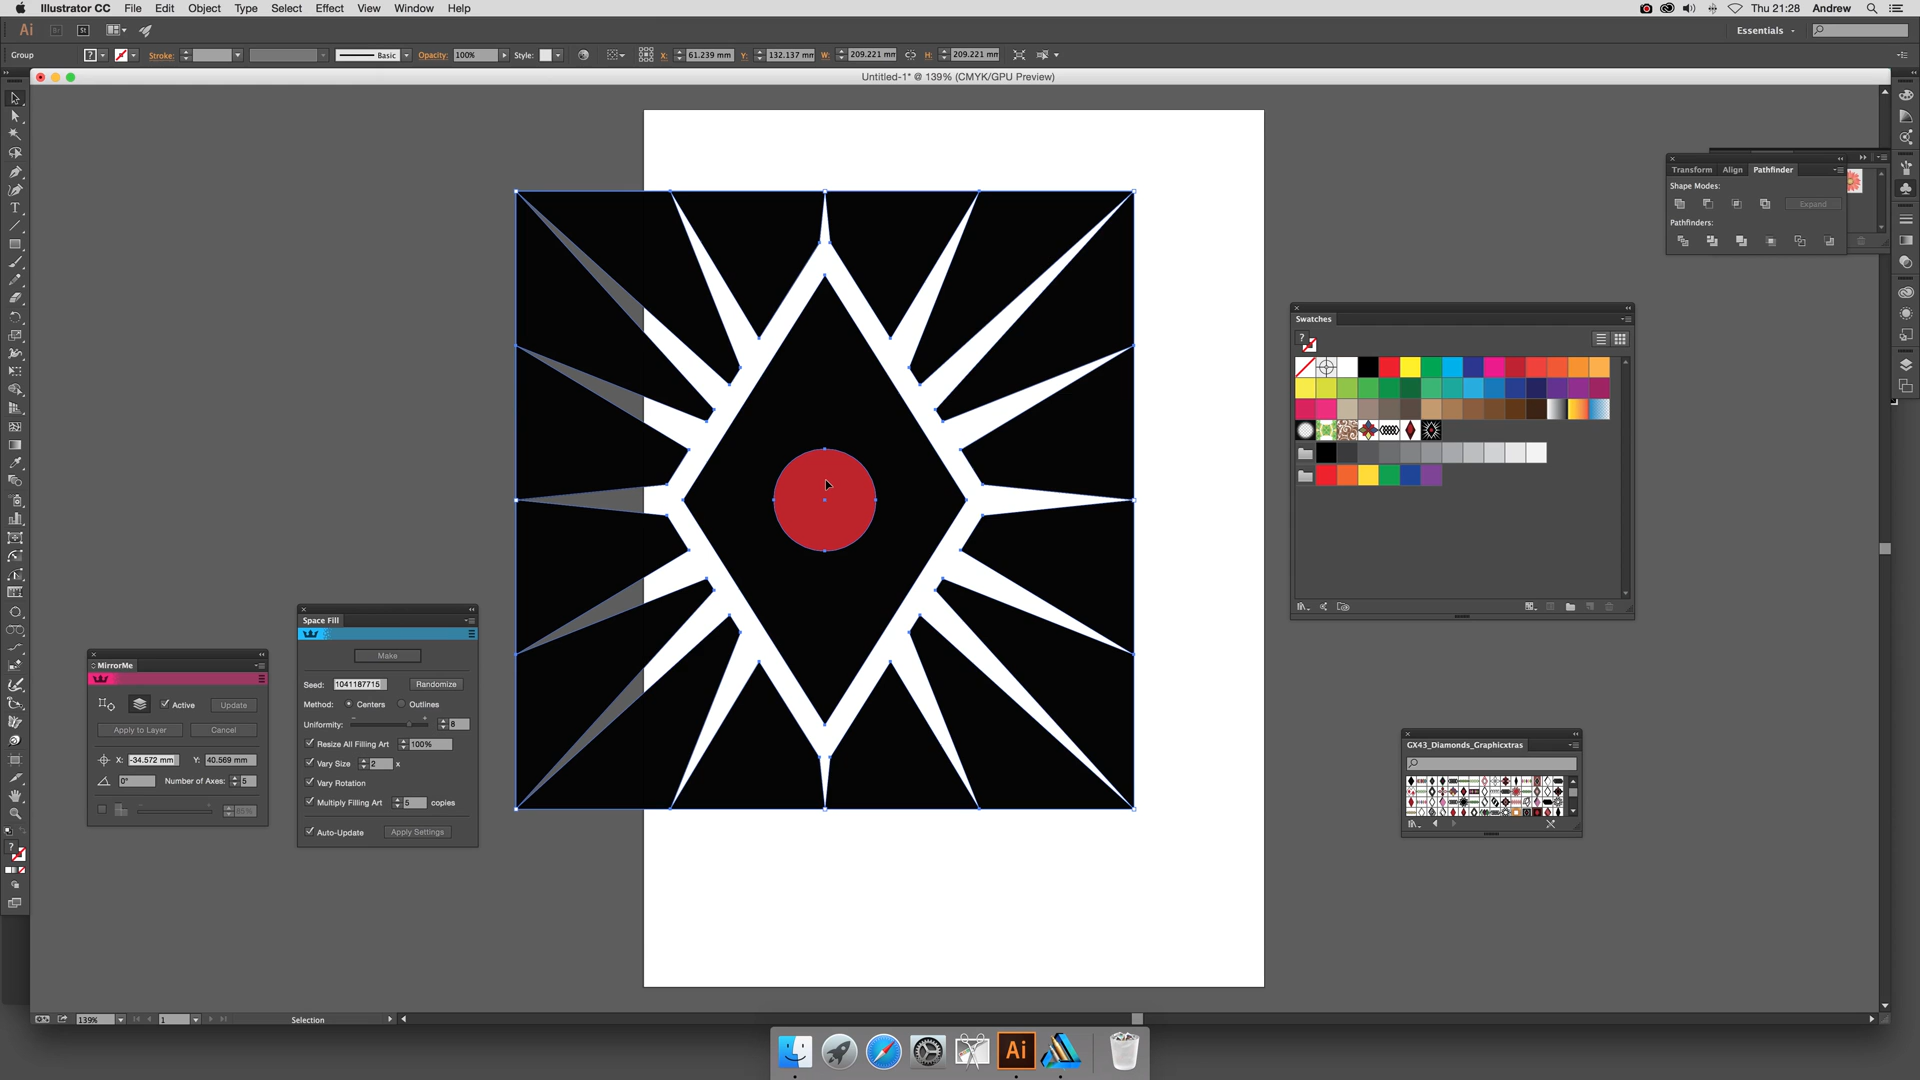 Illustrator CC File Edit Object Type Select Effect View Window Help Thu 21:28 Andrew
Ai Br St Essentials
Group ? Stroke: Basic Opacity: 100% Style: X: 61.239 mm Y: 132.137 mm W: 209.221 mm H: 209.221 mm
Untitled-1* @ 139% (CMYK/GPU Preview)
Transform Align Pathfinder
Shape Modes:
Expand
Pathfinders:
Swatches
?
Space Fill
Make
Seed: 1041187715 Randomize
Method: Centers Outlines
Uniformity: 8
Resize All Filling Art 100%
Vary Size 2 x
Vary Rotation
Multiply Filling Art 5 copies
Auto-Update Apply Settings
MirrorMe
Active Update
Apply to Layer Cancel
X: -34.572 mm Y: 40.569 mm
0° Number of Axes: 5
GX43_Diamonds_Graphicxtras
139% 1 Selection
Ai